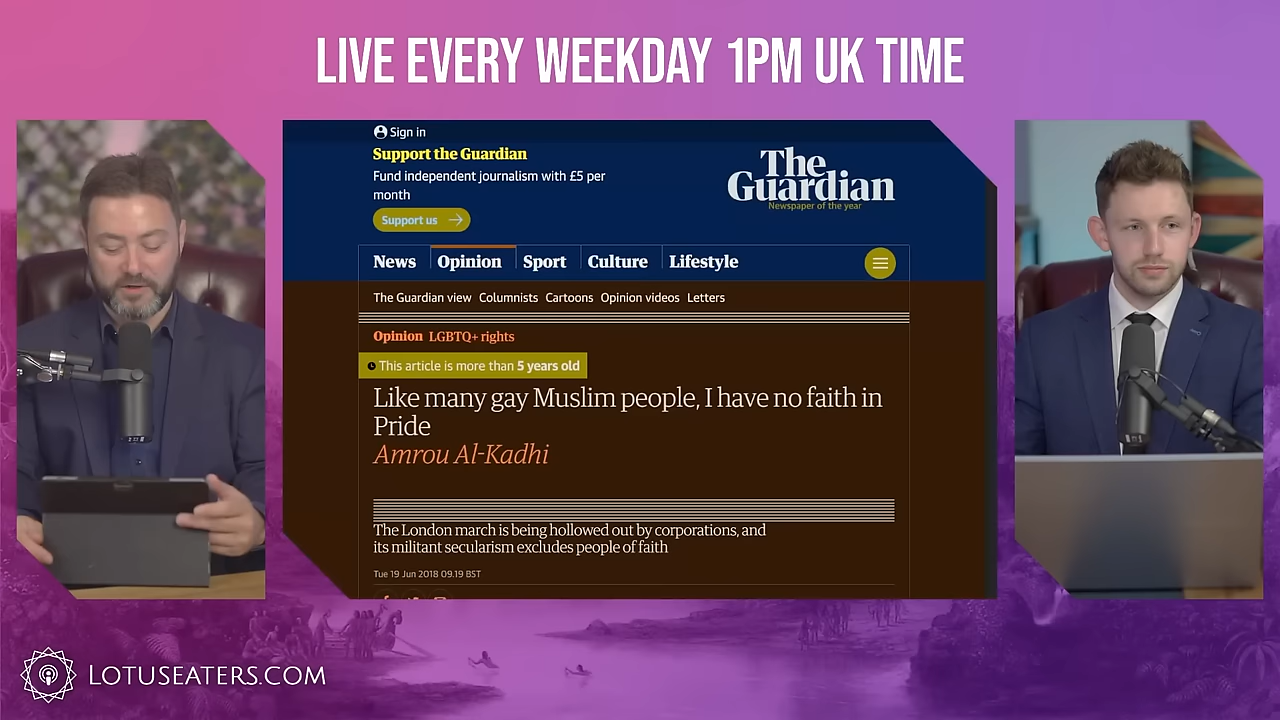 LIVE EVERY WEEKDAY 1PM UK TIME
Sign in
Support the Guardian
Fund independent journalism with £5 per
month
Support us
The
Guardian
Newspaper of the year
News Opinion Sport Culture Lifestyle
The Guardian view Columnists Cartoons Opinion videos Letters
Opinion LGBTQ+ rights
This article is more than 5 years old
Like many gay Muslim people, I have no faith in
Pride
Amrou Al-Kadhi
The London march is being hollowed out by corporations, and
its militant secularism excludes people of faith
Tue 19 Jun 2018 09.19 BST
LOTUSEATERS.COM